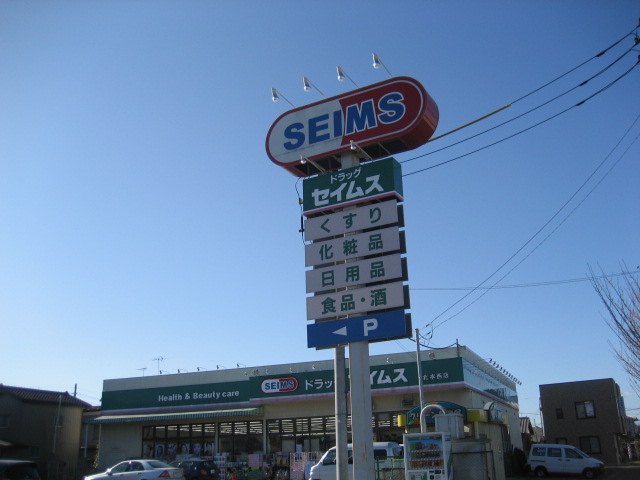 SEIMS
ドラッグ
セイムス
くすり
化粧品
日用品
食品・酒
P
Health & Beauty care
SEIMS ドラッグ セイムス